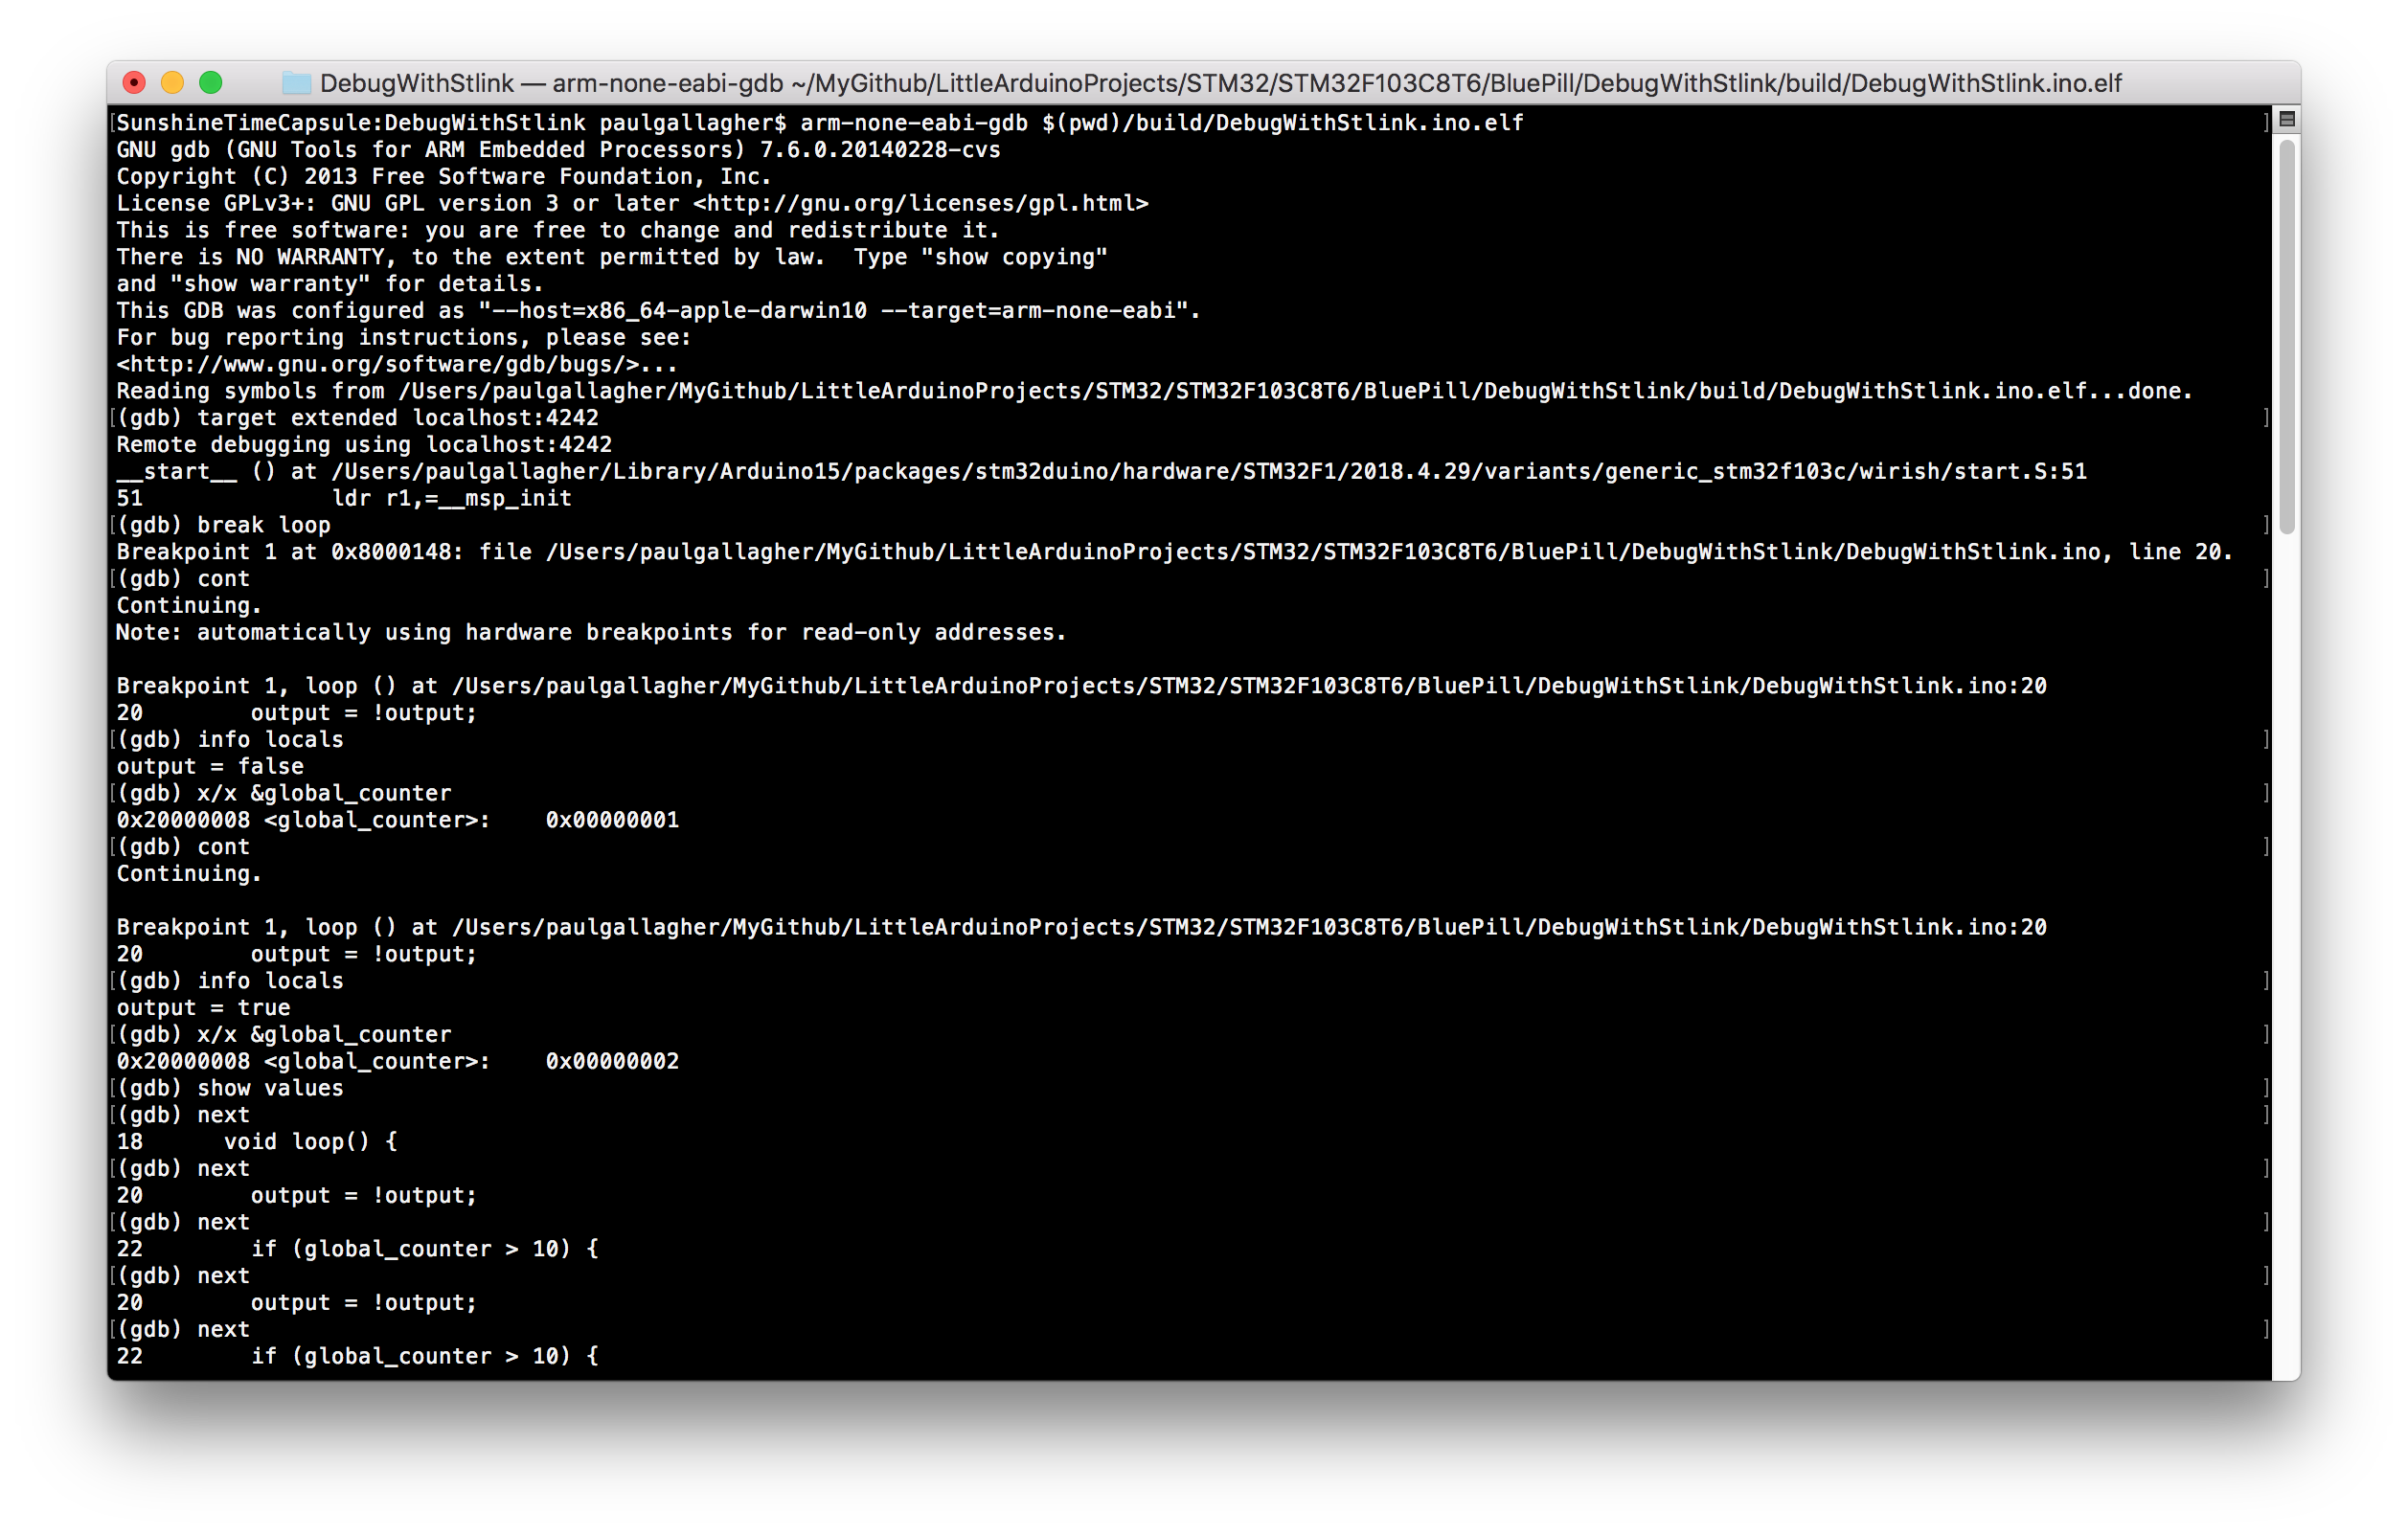 DebugWithStlink — arm-none-eabi-gdb ~/MyGithub/LittleArduinoProjects/STM32/STM32F103C8T6/BluePill/DebugWithStlink/build/DebugWithStlink.ino.elf
[SunshineTimeCapsule:DebugWithStlink paulgallagher$ arm-none-eabi-gdb $(pwd)/build/DebugWithStlink.ino.elf ]
GNU gdb (GNU Tools for ARM Embedded Processors) 7.6.0.20140228-cvs
Copyright (C) 2013 Free Software Foundation, Inc.
License GPLv3+: GNU GPL version 3 or later <http://gnu.org/licenses/gpl.html>
This is free software: you are free to change and redistribute it.
There is NO WARRANTY, to the extent permitted by law.  Type "show copying"
and "show warranty" for details.
This GDB was configured as "--host=x86_64-apple-darwin10 --target=arm-none-eabi".
For bug reporting instructions, please see:
<http://www.gnu.org/software/gdb/bugs/>...
Reading symbols from /Users/paulgallagher/MyGithub/LittleArduinoProjects/STM32/STM32F103C8T6/BluePill/DebugWithStlink/build/DebugWithStlink.ino.elf...done.
[(gdb) target extended localhost:4242 ]
Remote debugging using localhost:4242
__start__ () at /Users/paulgallagher/Library/Arduino15/packages/stm32duino/hardware/STM32F1/2018.4.29/variants/generic_stm32f103c/wirish/start.S:51
51              ldr r1,=__msp_init
[(gdb) break loop ]
Breakpoint 1 at 0x8000148: file /Users/paulgallagher/MyGithub/LittleArduinoProjects/STM32/STM32F103C8T6/BluePill/DebugWithStlink/DebugWithStlink.ino, line 20.
[(gdb) cont ]
Continuing.
Note: automatically using hardware breakpoints for read-only addresses.

Breakpoint 1, loop () at /Users/paulgallagher/MyGithub/LittleArduinoProjects/STM32/STM32F103C8T6/BluePill/DebugWithStlink/DebugWithStlink.ino:20
20        output = !output;
[(gdb) info locals ]
output = false
[(gdb) x/x &global_counter ]
0x20000008 <global_counter>:    0x00000001
[(gdb) cont ]
Continuing.

Breakpoint 1, loop () at /Users/paulgallagher/MyGithub/LittleArduinoProjects/STM32/STM32F103C8T6/BluePill/DebugWithStlink/DebugWithStlink.ino:20
20        output = !output;
[(gdb) info locals ]
output = true
[(gdb) x/x &global_counter ]
0x20000008 <global_counter>:    0x00000002
[(gdb) show values ]
[(gdb) next ]
18      void loop() {
[(gdb) next ]
20        output = !output;
[(gdb) next ]
22        if (global_counter > 10) {
[(gdb) next ]
20        output = !output;
[(gdb) next ]
22        if (global_counter > 10) {